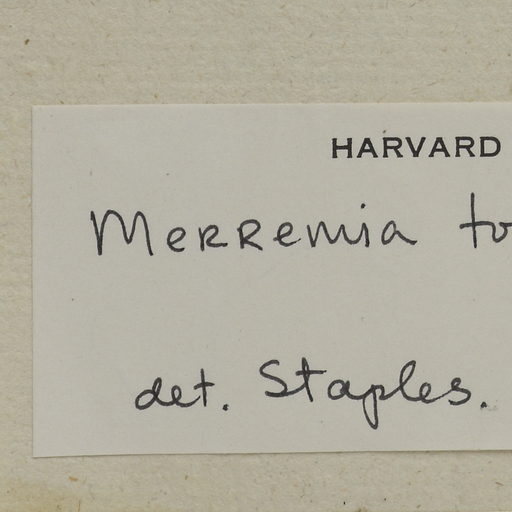 HARVARD
Merremia
det. Staples.